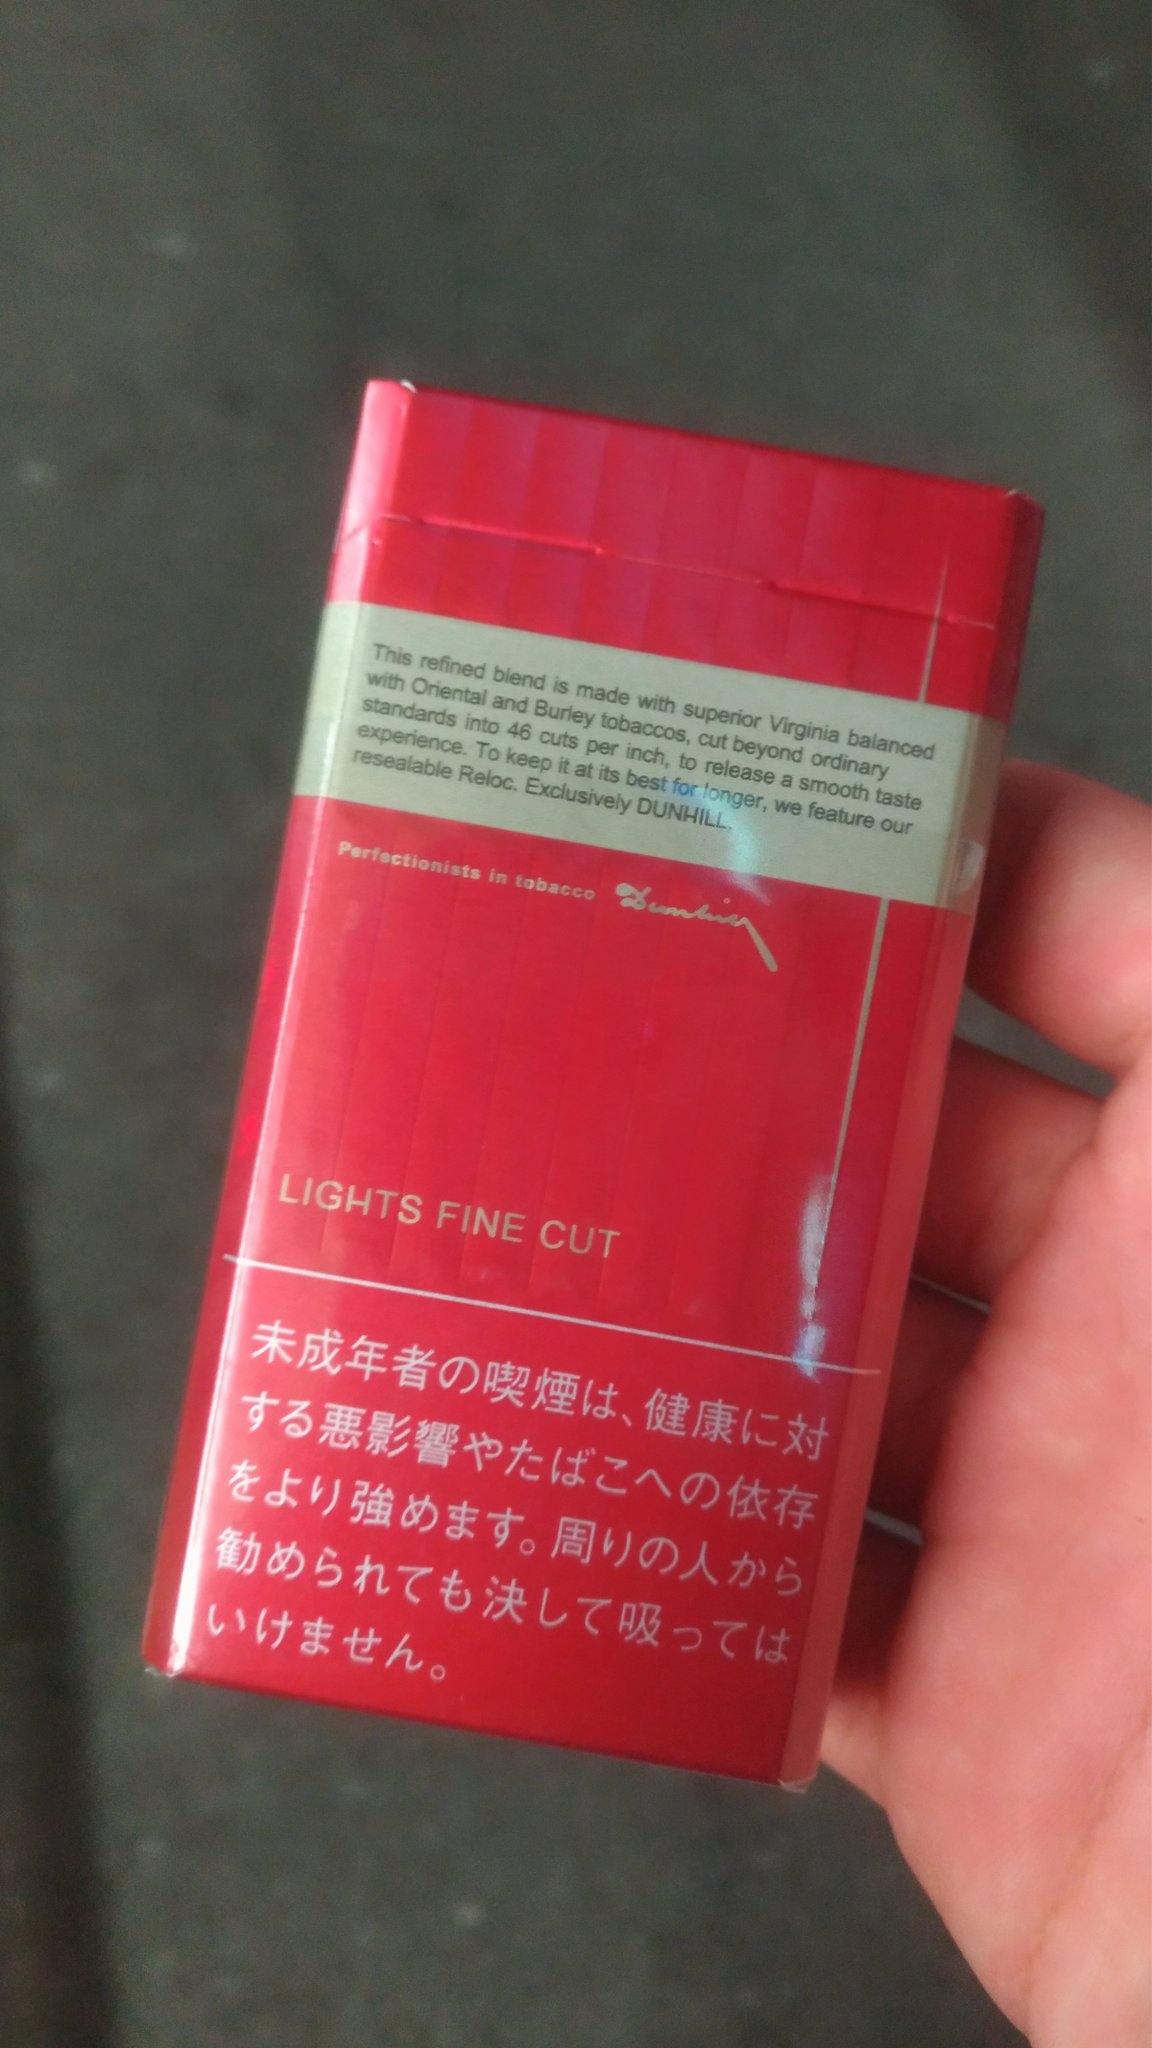 This refined blend is made with superior Virginia balanced
with Oriental and Burley tobaccos, cut beyond ordinary
standards into 46 cuts per inch, to release a smooth taste
experience. To keep it at its best for longer, we feature our
resealable Reloc. Exclusively DUNHILL.
Perfectionists in tobacco Dunhill
LIGHTS FINE CUT
未成年者の喫煙は、健康に対
する悪影響やたばこへの依存
をより強めます。周りの人から
勧められても決して吸っては
いけません。